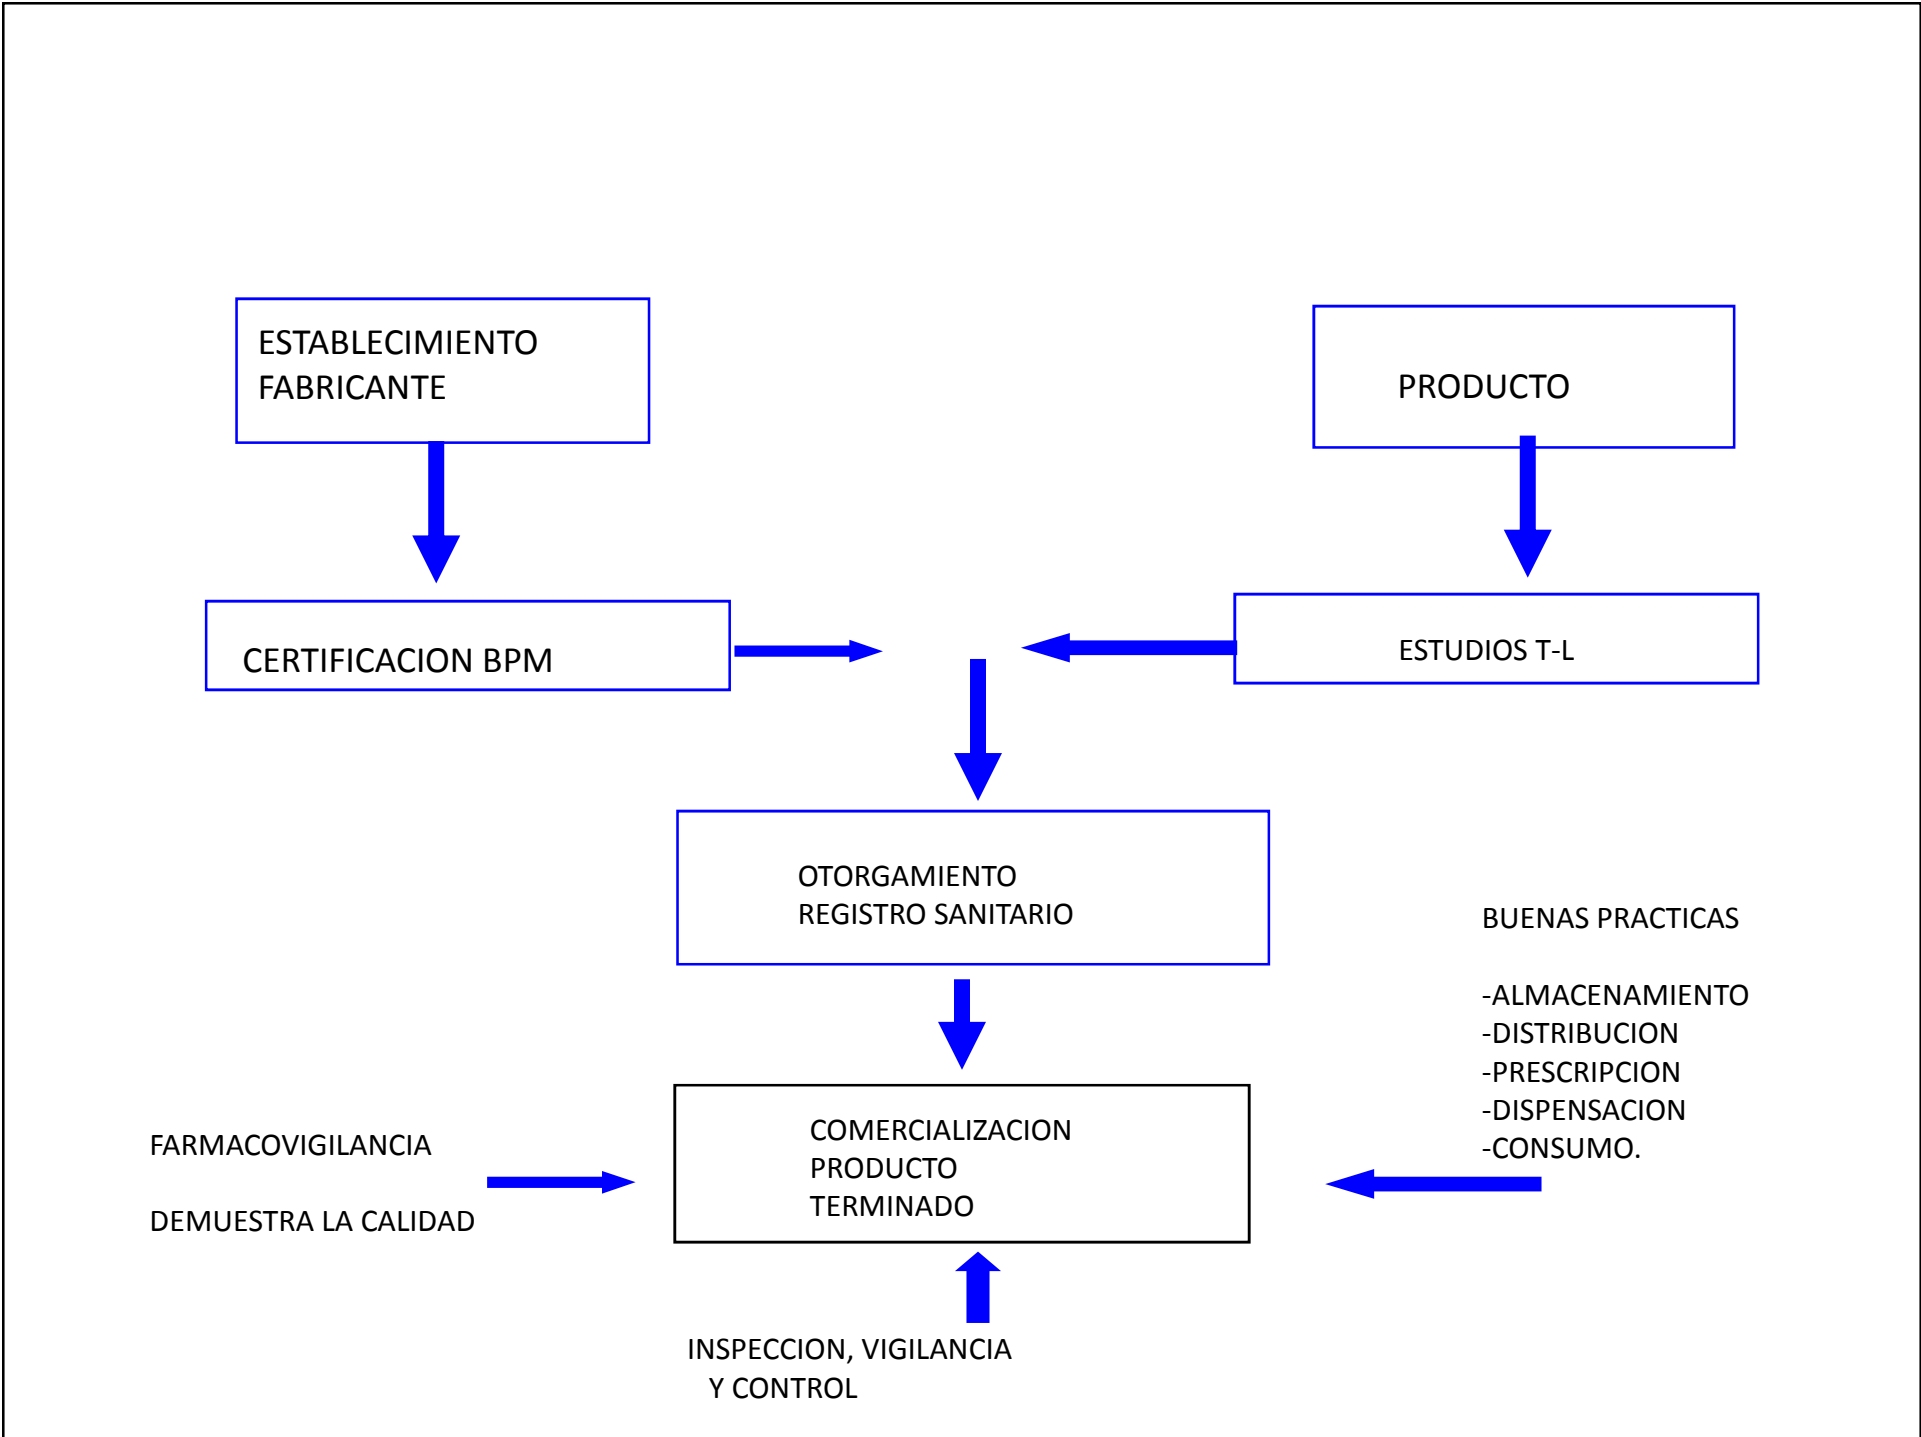 ESTABLECIMIENTO
FABRICANTE
PRODUCTO
CERTIFICACION BPM
ESTUDIOS T-L
OTORGAMIENTO
REGISTRO SANITARIO
BUENAS PRACTICAS
-ALMACENAMIENTO
-DISTRIBUCION
-PRESCRIPCION
-DISPENSACION
-CONSUMO.
FARMACOVIGILANCIA
DEMUESTRA LA CALIDAD
COMERCIALIZACION
PRODUCTO
TERMINADO
INSPECCION, VIGILANCIA
Y CONTROL